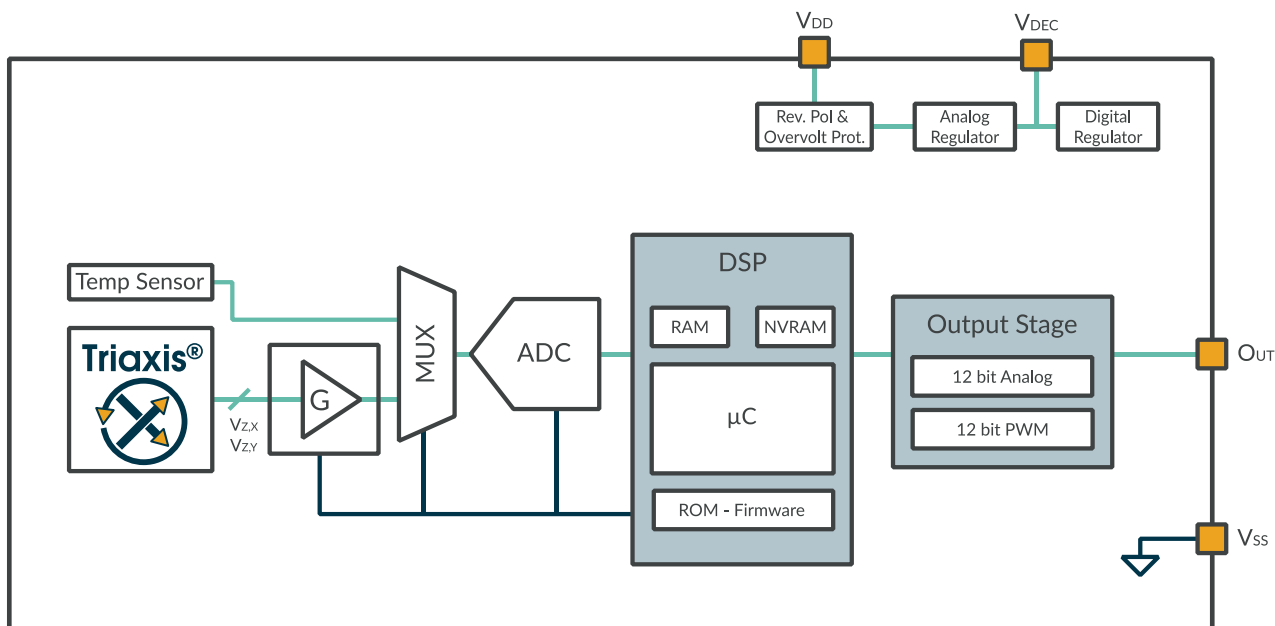 VDD
VDEC
Rev. Pol &
Overvolt Prot.
Analog
Regulator
Digital
Regulator
Temp Sensor
Triaxis®
VZ,X
VZ,Y
G
MUX
ADC
DSP
RAM
NVRAM
µC
ROM - Firmware
Output Stage
12 bit Analog
12 bit PWM
OUT
VSS